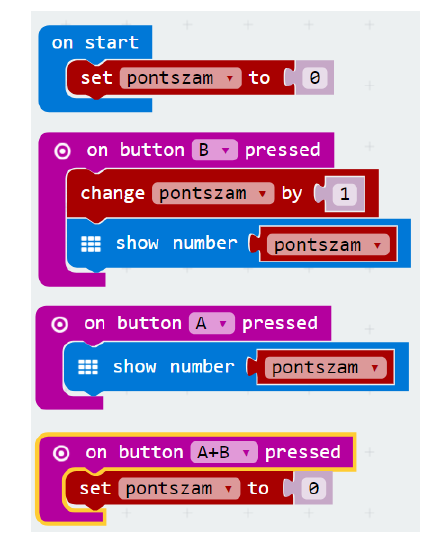 on start
set pontszam to 0
on button B pressed
change pontszam by 1
show number pontszam
on button A pressed
show number pontszam
on button A+B pressed
set pontszam to 0